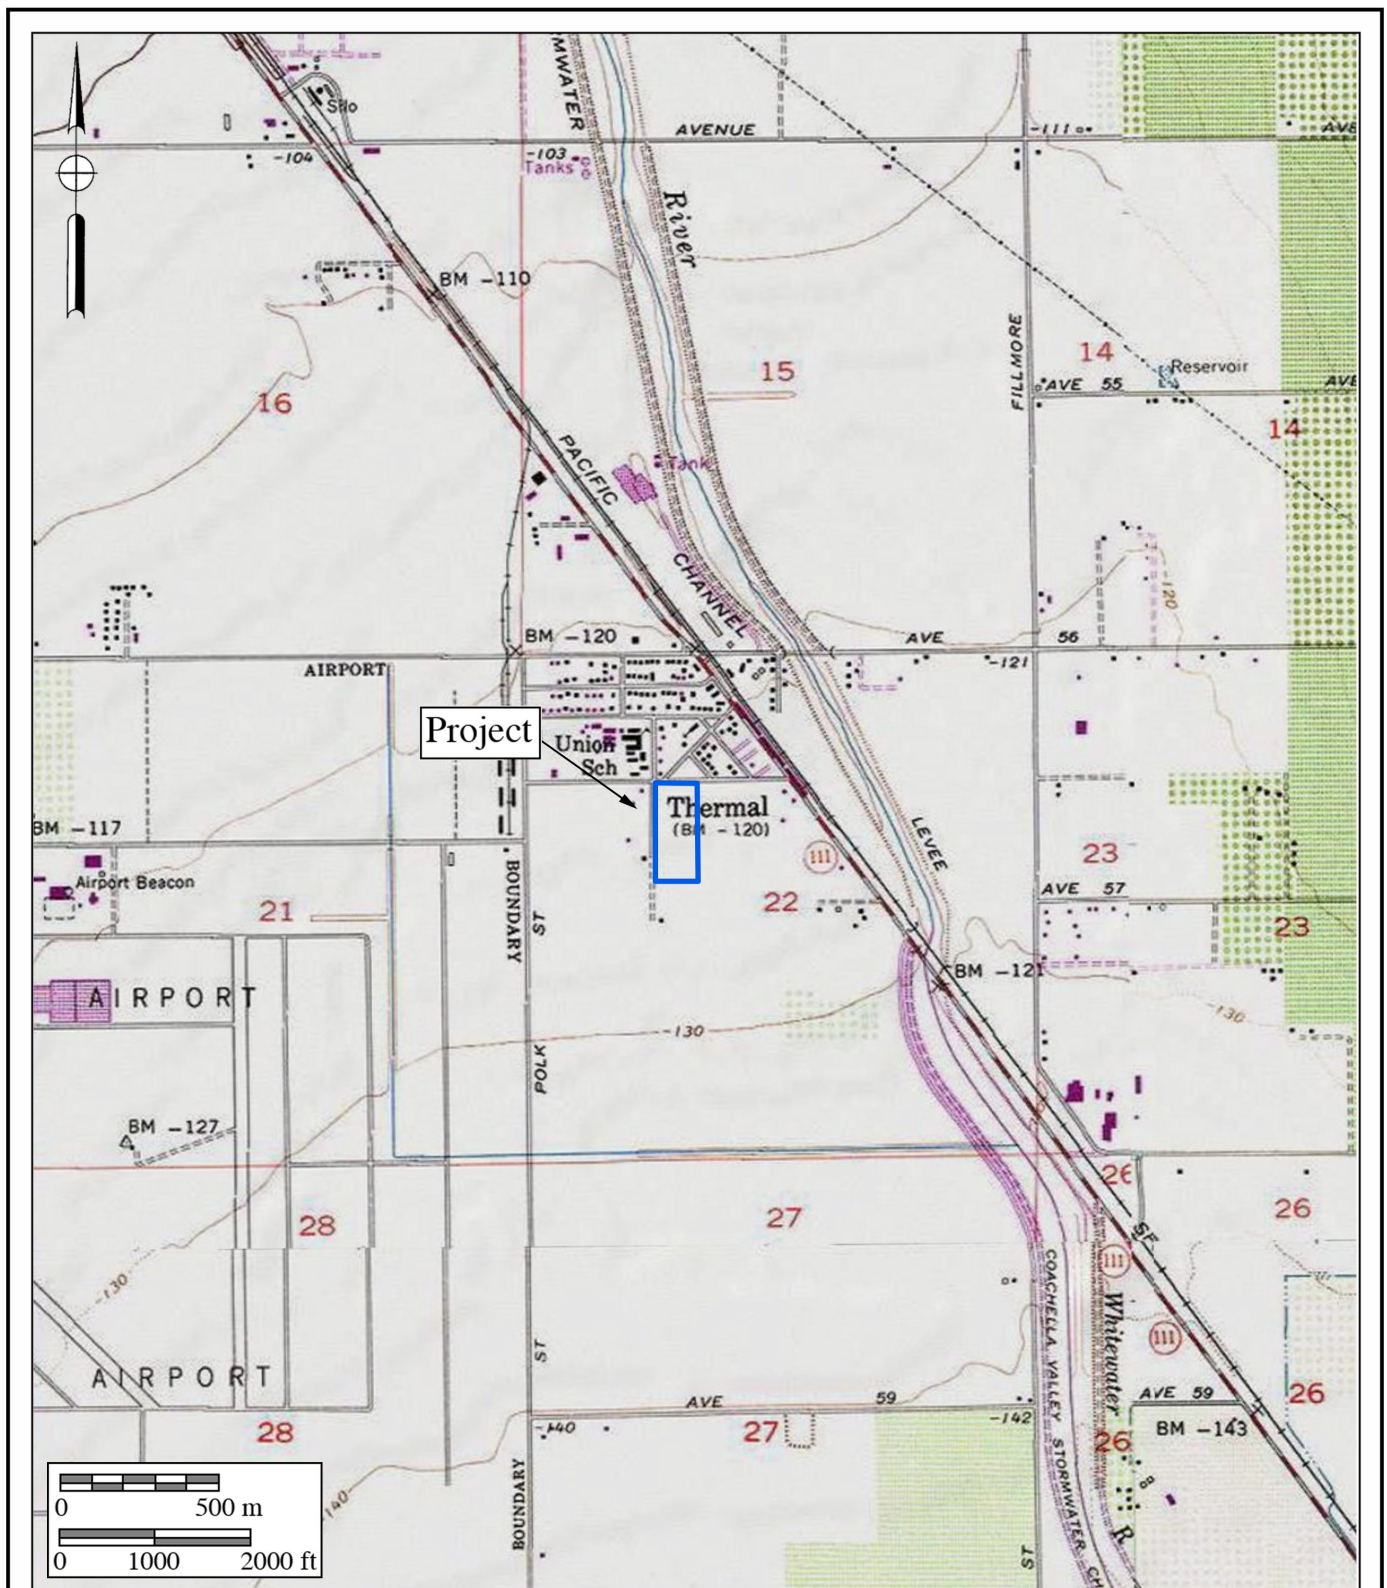 MWATER
Silo
AVENUE
-111
AVE
-104
-103
Tanks
River
BM -110
FILLMORE
14
Reservoir
15
AVE 55
AVE
16
14
PACIFIC
Tank
CHANNEL
-120
BM -120
AVE
56
-121
AIRPORT
Project
Union
Sch
Thermal
(BM -120)
BM -117
111
LEVEE
23
Airport Beacon
AVE 57
21
BOUNDARY
ST
22
23
BM -121
AIRPORT
-130
-130
POLK
BM -127
26
28
27
26
SF
111
-130
COACHELLA VALLEY STORMWATER CH
Whitewater
111
ST
AIRPORT
AVE
59
AVE 59
26
28
-140
27
-142
26
BM -143
BOUNDARY
-140
R
ST
0 500 m
0 1000 2000 ft